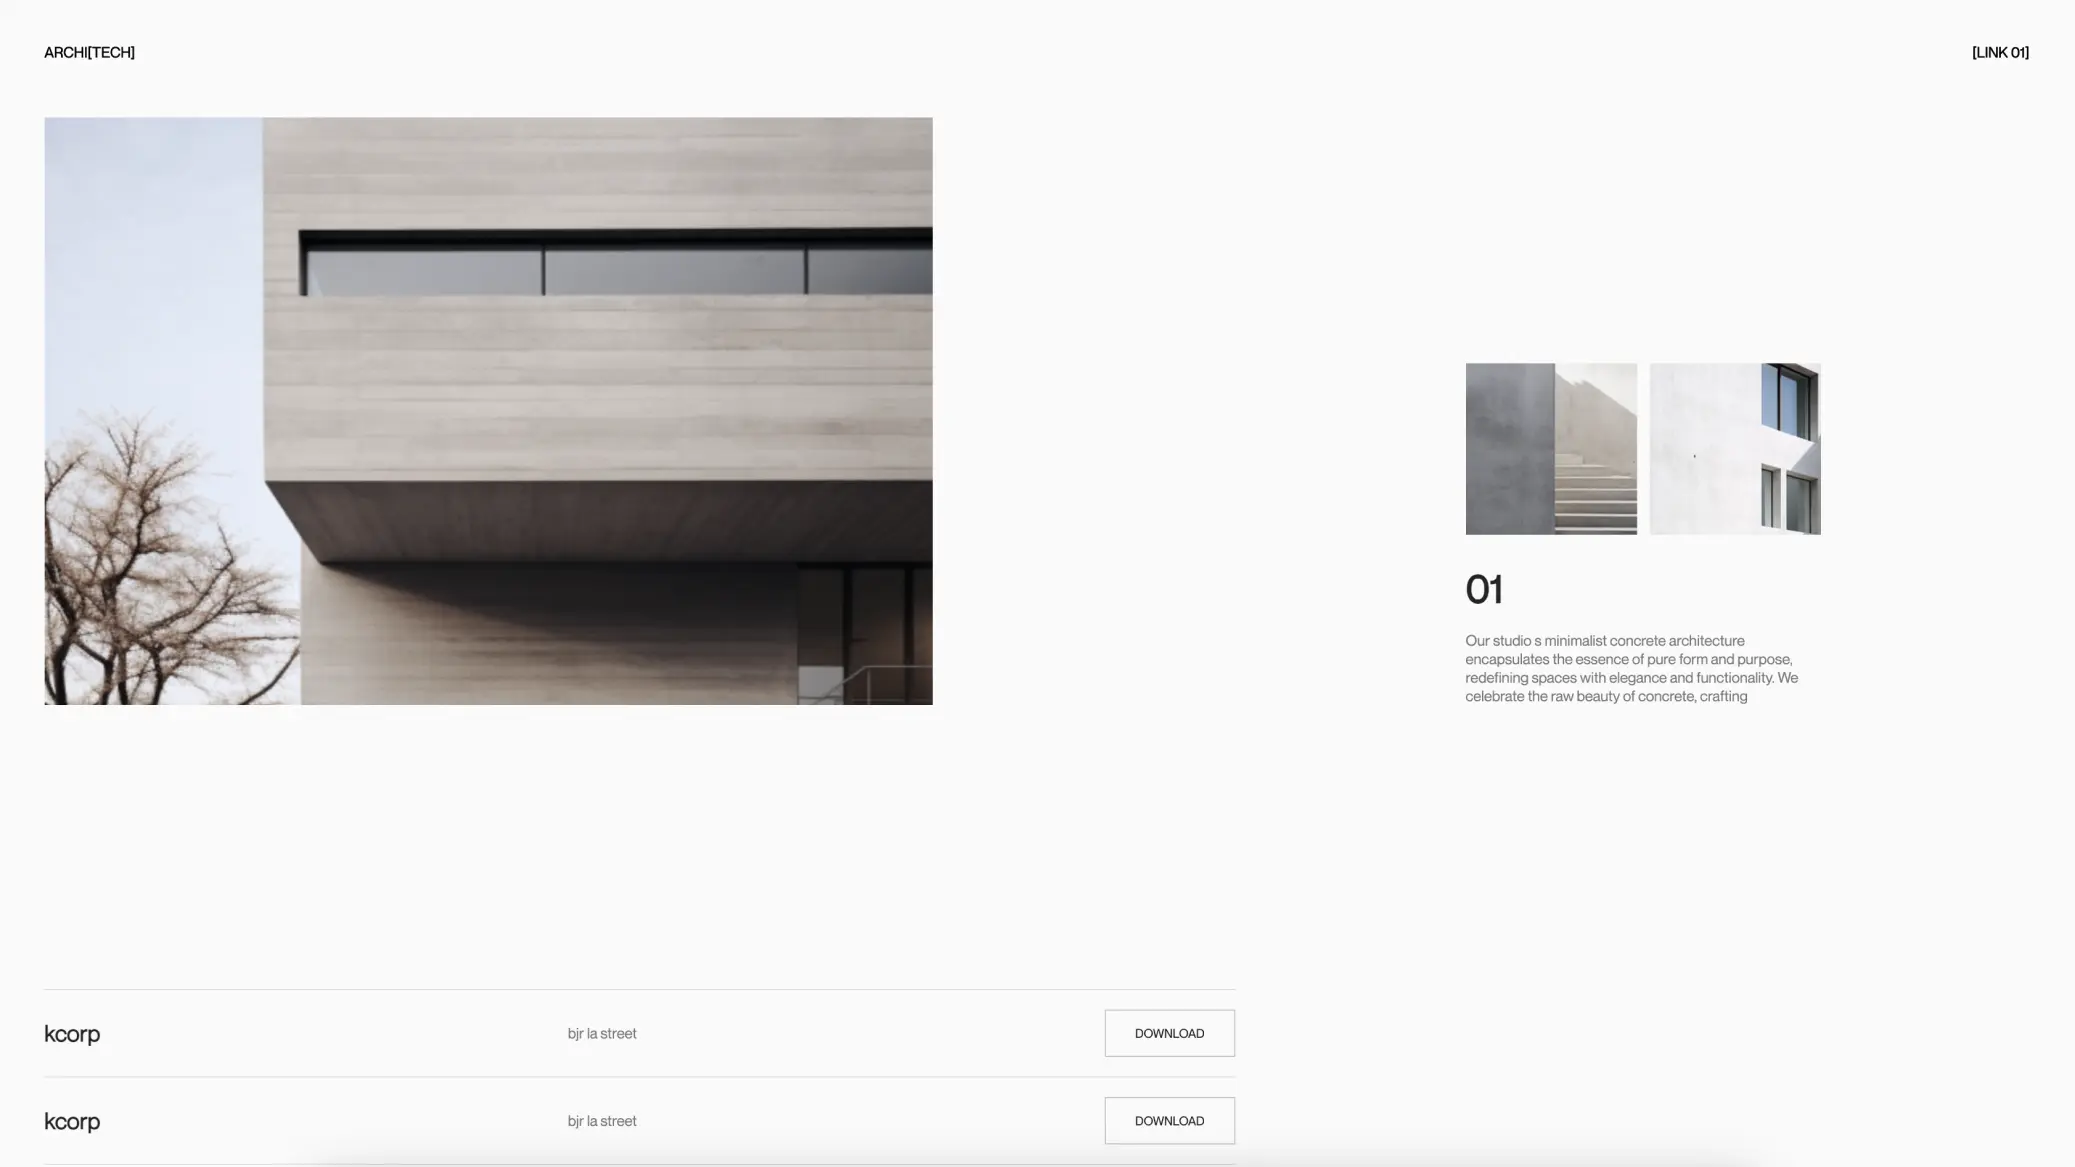 ARCHI[TECH]
[LINK 01]
01
Our studio s minimalist concrete architecture
encapsulates the essence of pure form and purpose,
redefining spaces with elegance and functionality. We
celebrate the raw beauty of concrete, crafting
kcorp
bjr la street
DOWNLOAD
kcorp
bjr la street
DOWNLOAD